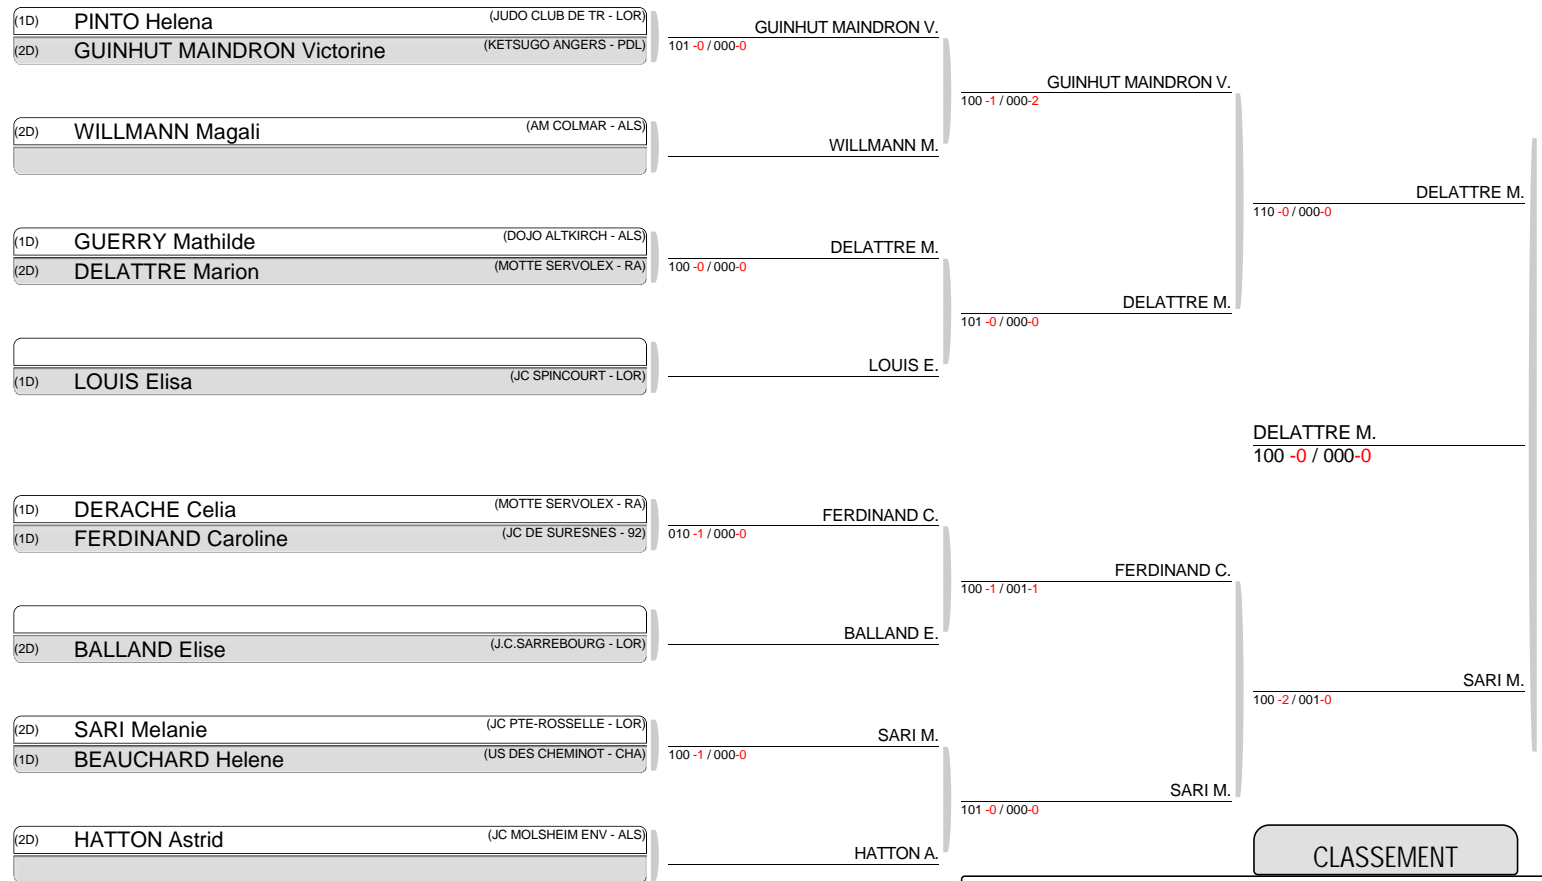 (1D) PINTO Helena (JUDO CLUB DE TR - LOR)
(2D) GUINHUT MAINDRON Victorine (KETSUGO ANGERS - PDL)
GUINHUT MAINDRON V.
101 -0 / 000-0
GUINHUT MAINDRON V.
100 -1 / 000-2
(2D) WILLMANN Magali (AM COLMAR - ALS)
WILLMANN M.
DELATTRE M.
110 -0 / 000-0
(1D) GUERRY Mathilde (DOJO ALTKIRCH - ALS)
(2D) DELATTRE Marion (MOTTE SERVOLEX - RA)
DELATTRE M.
100 -0 / 000-0
DELATTRE M.
101 -0 / 000-0
(1D) LOUIS Elisa (JC SPINCOURT - LOR)
LOUIS E.
DELATTRE M.
100 -0 / 000-0
(1D) DERACHE Celia (MOTTE SERVOLEX - RA)
(1D) FERDINAND Caroline (JC DE SURESNES - 92)
FERDINAND C.
010 -1 / 000-0
FERDINAND C.
100 -1 / 001-1
(2D) BALLAND Elise (J.C.SARREBOURG - LOR)
BALLAND E.
SARI M.
100 -2 / 001-0
(2D) SARI Melanie (JC PTE-ROSSELLE - LOR)
(1D) BEAUCHARD Helene (US DES CHEMINOT - CHA)
SARI M.
100 -1 / 000-0
SARI M.
101 -0 / 000-0
(2D) HATTON Astrid (JC MOLSHEIM ENV - ALS)
HATTON A.
CLASSEMENT